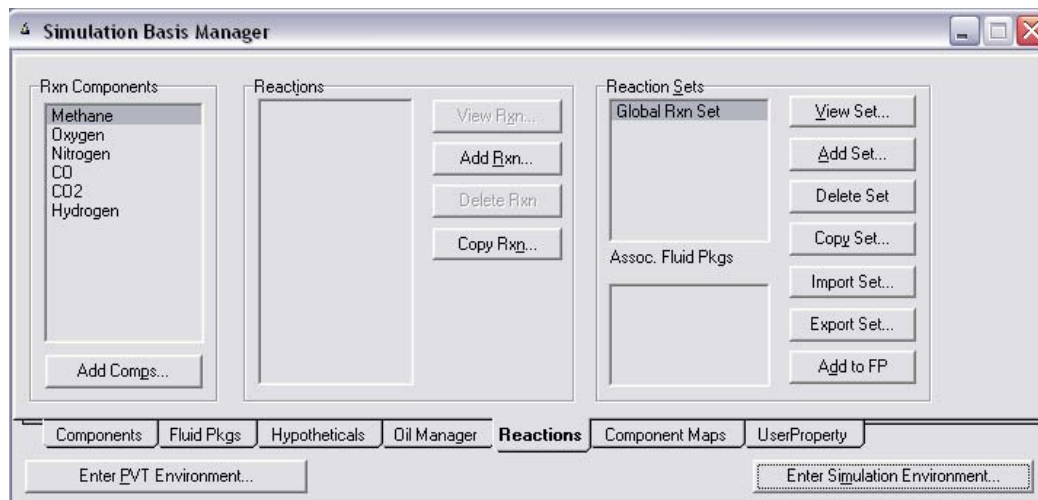 Simulation Basis Manager
Rxn Components
Methane
Oxygen
Nitrogen
CO
CO2
Hydrogen
Add Comps...
Reactions
View Rxn...
Add Rxn...
Delete Rxn
Copy Rxn...
Reaction Sets
Global Rxn Set
Assoc. Fluid Pkgs
View Set...
Add Set...
Delete Set
Copy Set...
Import Set...
Export Set...
Add to FP
Components Fluid Pkgs Hypotheticals Oil Manager Reactions Component Maps UserProperty
Enter PVT Environment... Enter Simulation Environment...